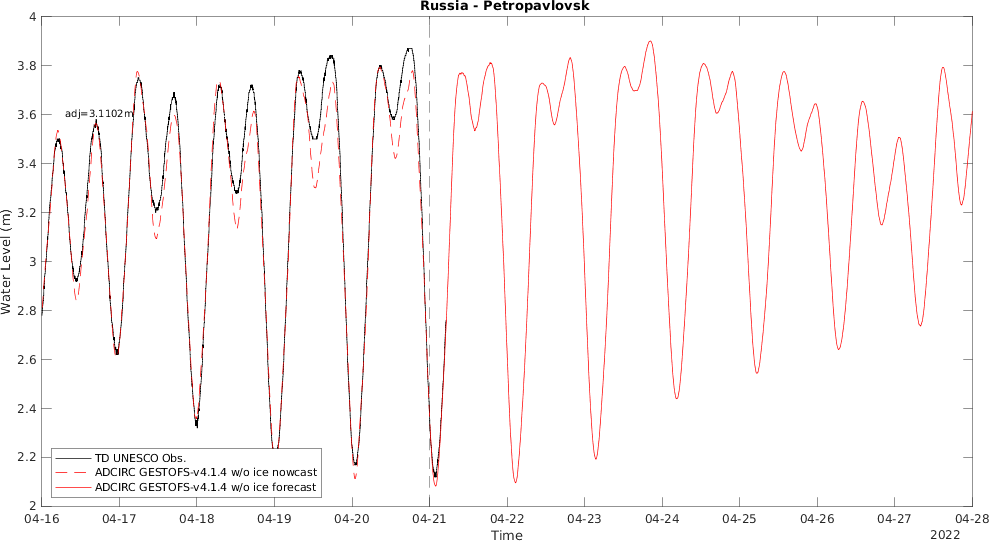 Russia - Petropavlovsk
4
3.8
3.6
3.4
3.2
3
2.8
2.6
2.4
2.2
2
Water Level (m)
adj=3.1102m
TD UNESCO Obs.
ADCIRC GESTOFS-v4.1.4 w/o ice nowcast
ADCIRC GESTOFS-v4.1.4 w/o ice forecast
04-16 04-17 04-18 04-19 04-20 04-21 04-22 04-23 04-24 04-25 04-26 04-27 04-28
Time
2022